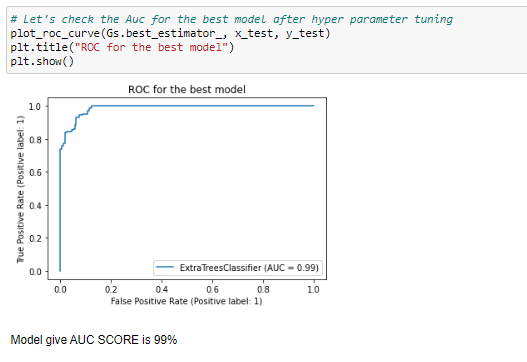 # Let's check the Auc for the best model after hyper parameter tuning
plot_roc_curve(Gs.best_estimator_, x_test, y_test)
plt.title("ROC for the best model")
plt.show()
ROC for the best model
True Positive Rate (Positive label: 1)
1.0
0.8
0.6
0.4
0.2
0.0
ExtraTreesClassifier (AUC = 0.99)
0.0 0.2 0.4 0.6 0.8 1.0
False Positive Rate (Positive label: 1)
Model give AUC SCORE is 99%